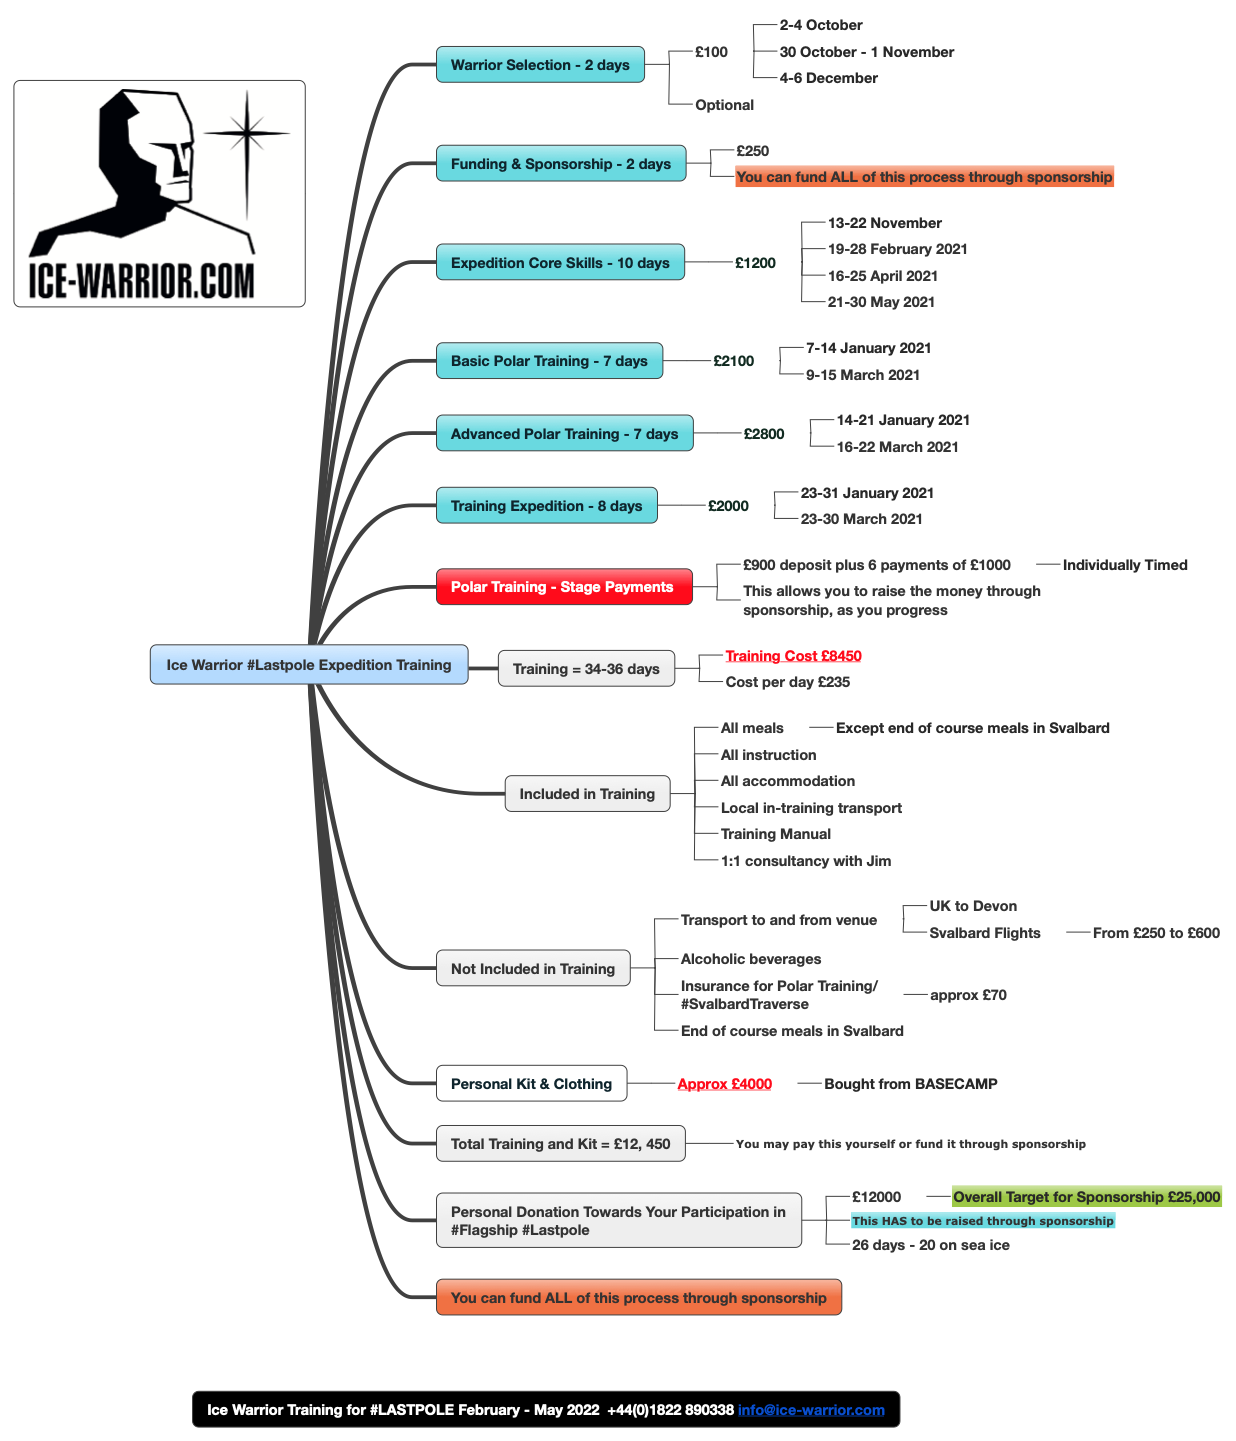 ICE-WARRIOR.COM
Ice Warrior #Lastpole Expedition Training
Warrior Selection - 2 days
£100
2-4 October
30 October - 1 November
4-6 December
Optional
Funding & Sponsorship - 2 days
£250
You can fund ALL of this process through sponsorship
Expedition Core Skills - 10 days
£1200
13-22 November
19-28 February 2021
16-25 April 2021
21-30 May 2021
Basic Polar Training - 7 days
£2100
7-14 January 2021
9-15 March 2021
Advanced Polar Training - 7 days
£2800
14-21 January 2021
16-22 March 2021
Training Expedition - 8 days
£2000
23-31 January 2021
23-30 March 2021
Polar Training - Stage Payments
£900 deposit plus 6 payments of £1000
Individually Timed
This allows you to raise the money through
sponsorship, as you progress
Training = 34-36 days
Training Cost £8450
Cost per day £235
Included in Training
All meals
Except end of course meals in Svalbard
All instruction
All accommodation
Local in-training transport
Training Manual
1:1 consultancy with Jim
Not Included in Training
Transport to and from venue
UK to Devon
Svalbard Flights
From £250 to £600
Alcoholic beverages
Insurance for Polar Training/
#SvalbardTraverse
approx £70
End of course meals in Svalbard
Personal Kit & Clothing
Approx £4000
Bought from BASECAMP
Total Training and Kit = £12, 450
You may pay this yourself or fund it through sponsorship
Personal Donation Towards Your Participation in
#Flagship #Lastpole
£12000
Overall Target for Sponsorship £25,000
This HAS to be raised through sponsorship
26 days - 20 on sea ice
You can fund ALL of this process through sponsorship
Ice Warrior Training for #LASTPOLE February - May 2022  +44(0)1822 890338 info@ice-warrior.com